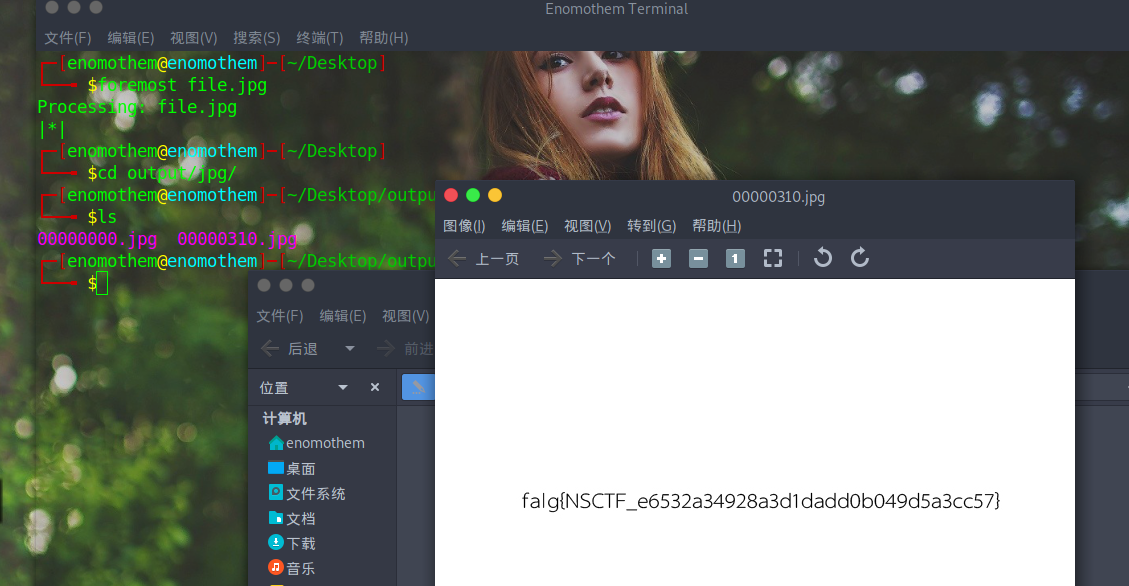 Enomothem Terminal
文件(F) 编辑(E) 视图(V) 搜索(S) 终端(T) 帮助(H)
[enomothem@enomothem]─[~/Desktop]
$foremost file.jpg
Processing: file.jpg
|*|
[enomothem@enomothem]─[~/Desktop]
$cd output/jpg/
[enomothem@enomothem]─[~/Desktop/outpu
$ls
00000000.jpg 00000310.jpg
[enomothem@enomothem]─[~/Desktop/outpu
$
00000310.jpg
图像(I) 编辑(E) 视图(V) 转到(G) 帮助(H)
上一页 下一个 1
falg{NSCTF_e6532a34928a3d1dadd0b049d5a3cc57}
文件(F) 编辑(E) 视图(V)
后退 前进
位置
计算机
enomothem
桌面
文件系统
文档
下载
音乐